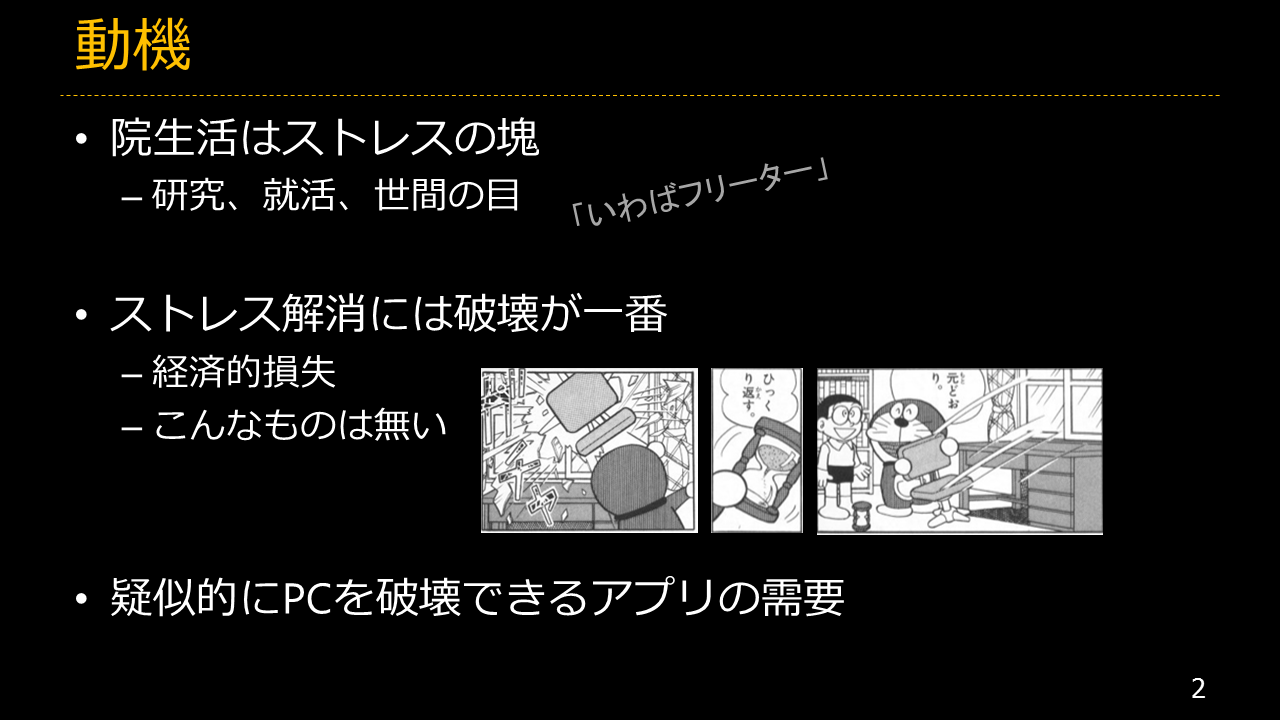 動機
• 院生活はストレスの塊
– 研究、就活、世間の目
「いわばフリーター」
• ストレス解消には破壊が一番
– 経済的損失
– こんなものは無い
ひっく
り返す。
元どお
り。
• 疑似的にPCを破壊できるアプリの需要
2